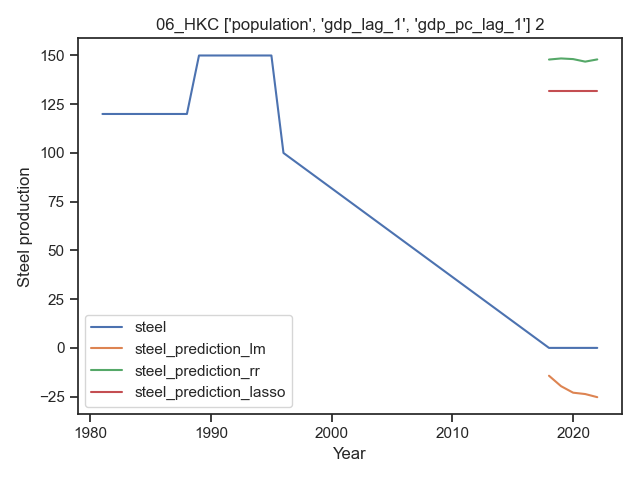 06_HKC ['population', 'gdp_lag_1', 'gdp_pc_lag_1'] 2
Steel production
150
125
100
75
50
25
0
−25
steel
steel_prediction_lm
steel_prediction_rr
steel_prediction_lasso
1980
1990
2000
2010
2020
Year